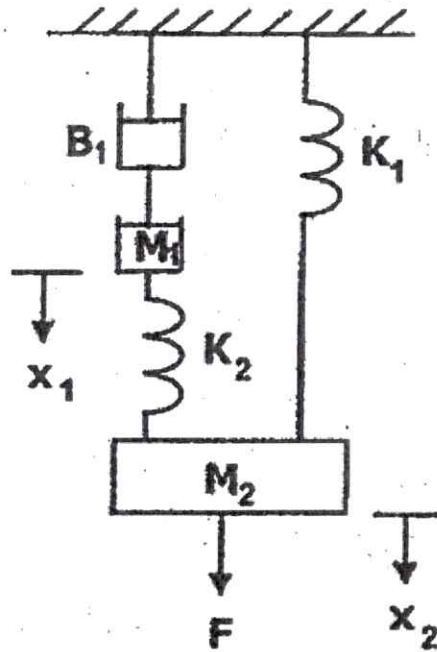 B₁
K₁
M₁
x₁
K₂
M₂
F
x₂